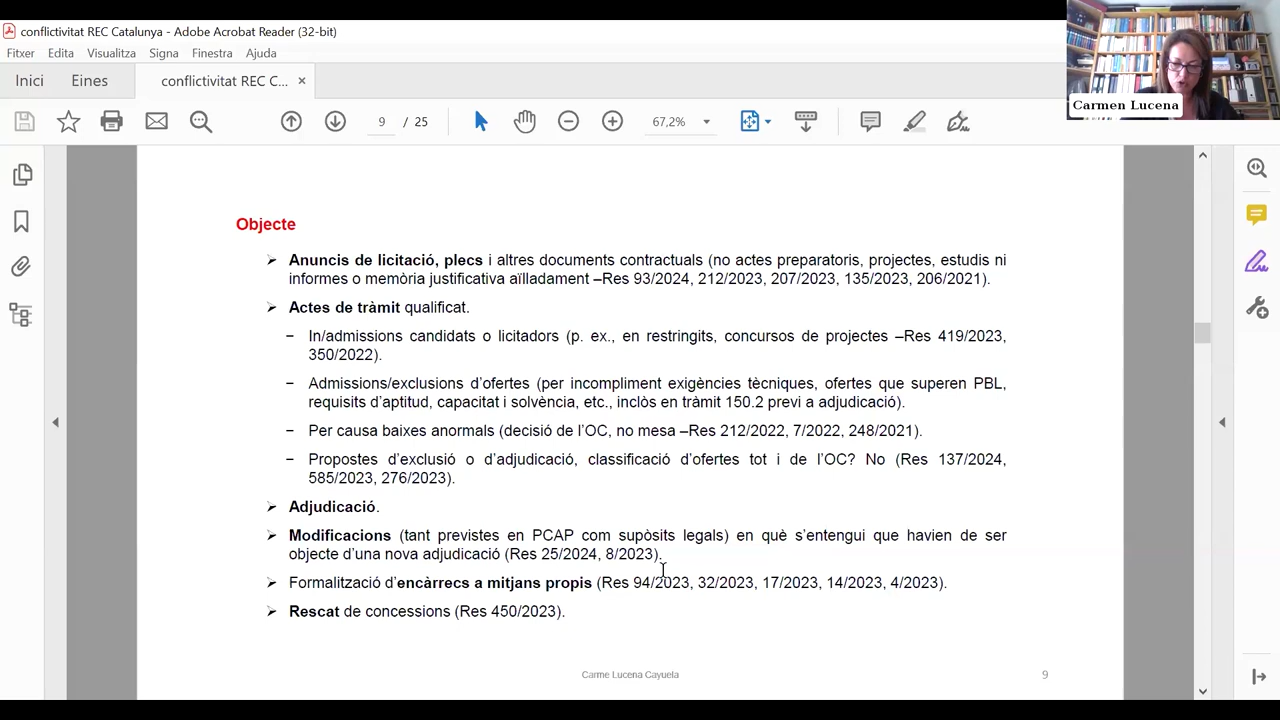 conflictivitat REC Catalunya - Adobe Acrobat Reader (32-bit)
Fitxer Edita Visualitza Signa Finestra Ajuda
Inici Eines conflictivitat REC C... ×
9 / 25 67,2%
Carmen Lucena
Objecte
➢ Anuncis de licitació, plecs i altres documents contractuals (no actes preparatoris, projectes, estudis ni
informes o memòria justificativa aïlladament –Res 93/2024, 212/2023, 207/2023, 135/2023, 206/2021).
➢ Actes de tràmit qualificat.
− In/admissions candidats o licitadors (p. ex., en restringits, concursos de projectes –Res 419/2023,
350/2022).
− Admissions/exclusions d’ofertes (per incompliment exigències tècniques, ofertes que superen PBL,
requisits d’aptitud, capacitat i solvència, etc., inclòs en tràmit 150.2 previ a adjudicació).
− Per causa baixes anormals (decisió de l’OC, no mesa –Res 212/2022, 7/2022, 248/2021).
− Propostes d’exclusió o d’adjudicació, classificació d’ofertes tot i de l’OC? No (Res 137/2024,
585/2023, 276/2023).
➢ Adjudicació.
➢ Modificacions (tant previstes en PCAP com supòsits legals) en què s’entengui que havien de ser
objecte d’una nova adjudicació (Res 25/2024, 8/2023).
➢ Formalització d’encàrrecs a mitjans propis (Res 94/2023, 32/2023, 17/2023, 14/2023, 4/2023).
➢ Rescat de concessions (Res 450/2023).
Carme Lucena Cayuela 9